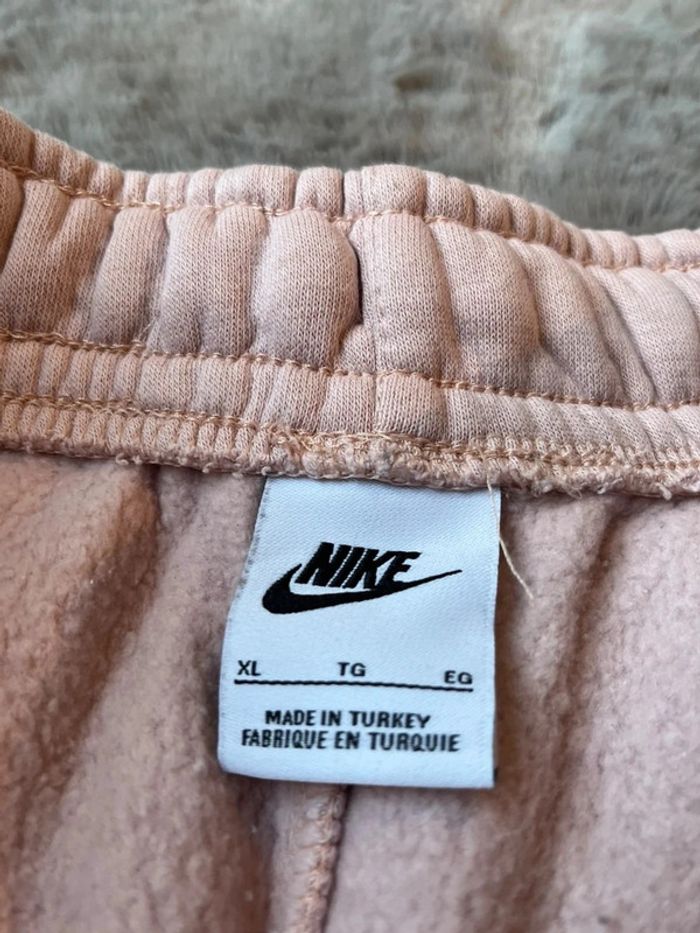 NIKE
XL TG EG
MADE IN TURKEY
FABRIQUE EN TURQUIE